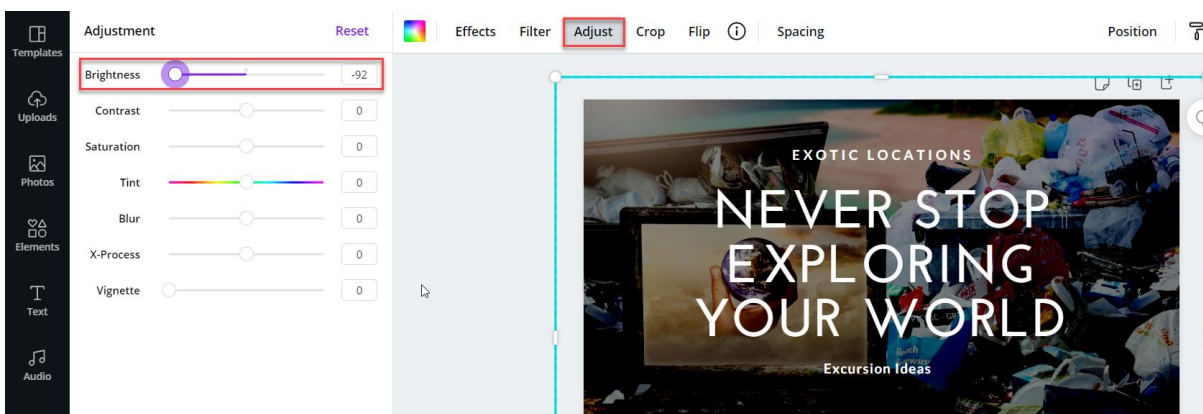 Templates
Uploads
Photos
Elements
Text
Audio
Adjustment Reset
Brightness -92
Contrast 0
Saturation 0
Tint 0
Blur 0
X-Process 0
Vignette 0
Effects Filter Adjust Crop Flip Spacing Position
EXOTIC LOCATIONS
NEVER STOP
EXPLORING
YOUR WORLD
Excursion Ideas
PRIX